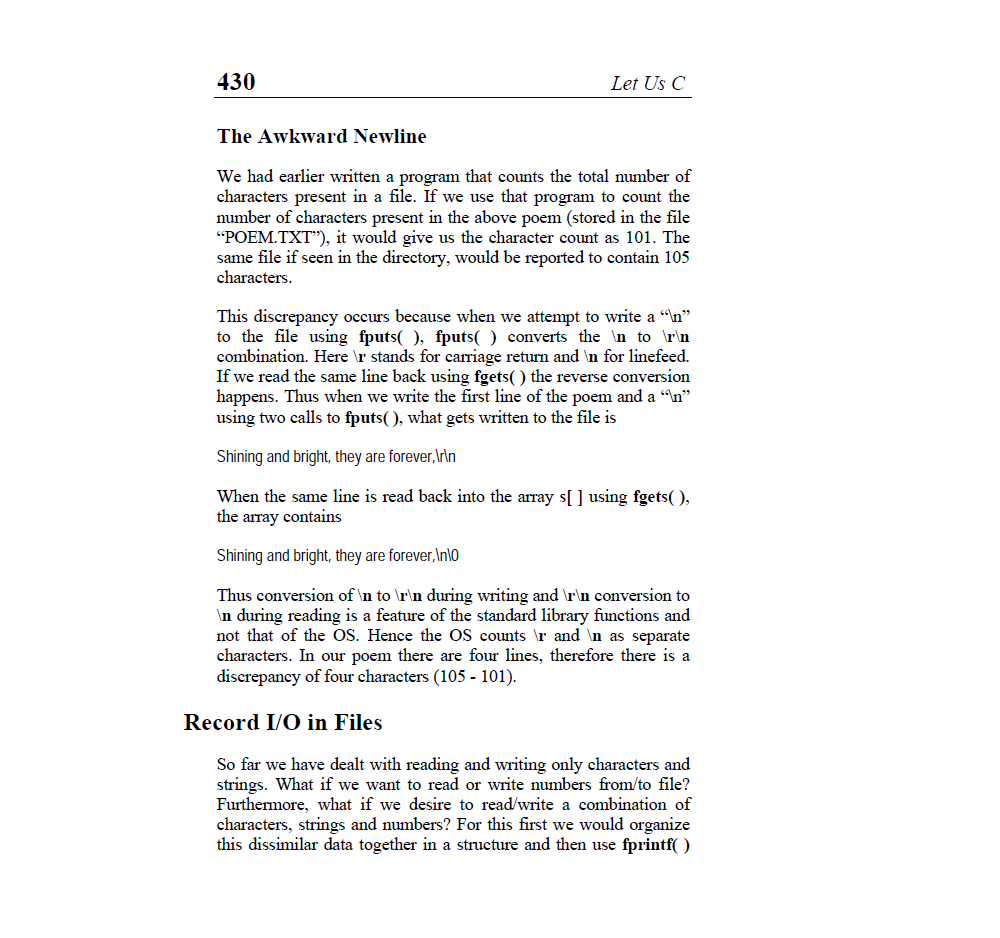 430 Let Us C
The Awkward Newline
We had earlier written a program that counts the total number of
characters present in a file. If we use that program to count the
number of characters present in the above poem (stored in the file
“POEM.TXT”), it would give us the character count as 101. The
same file if seen in the directory, would be reported to contain 105
characters.
This discrepancy occurs because when we attempt to write a “\n”
to the file using fputs( ), fputs( ) converts the \n to \r\n
combination. Here \r stands for carriage return and \n for linefeed.
If we read the same line back using fgets( ) the reverse conversion
happens. Thus when we write the first line of the poem and a “\n”
using two calls to fputs( ), what gets written to the file is
Shining and bright, they are forever,\r\n
When the same line is read back into the array s[ ] using fgets( ),
the array contains
Shining and bright, they are forever,\n\0
Thus conversion of \n to \r\n during writing and \r\n conversion to
\n during reading is a feature of the standard library functions and
not that of the OS. Hence the OS counts \r and \n as separate
characters. In our poem there are four lines, therefore there is a
discrepancy of four characters (105 - 101).
Record I/O in Files
So far we have dealt with reading and writing only characters and
strings. What if we want to read or write numbers from/to file?
Furthermore, what if we desire to read/write a combination of
characters, strings and numbers? For this first we would organize
this dissimilar data together in a structure and then use fprintf( )